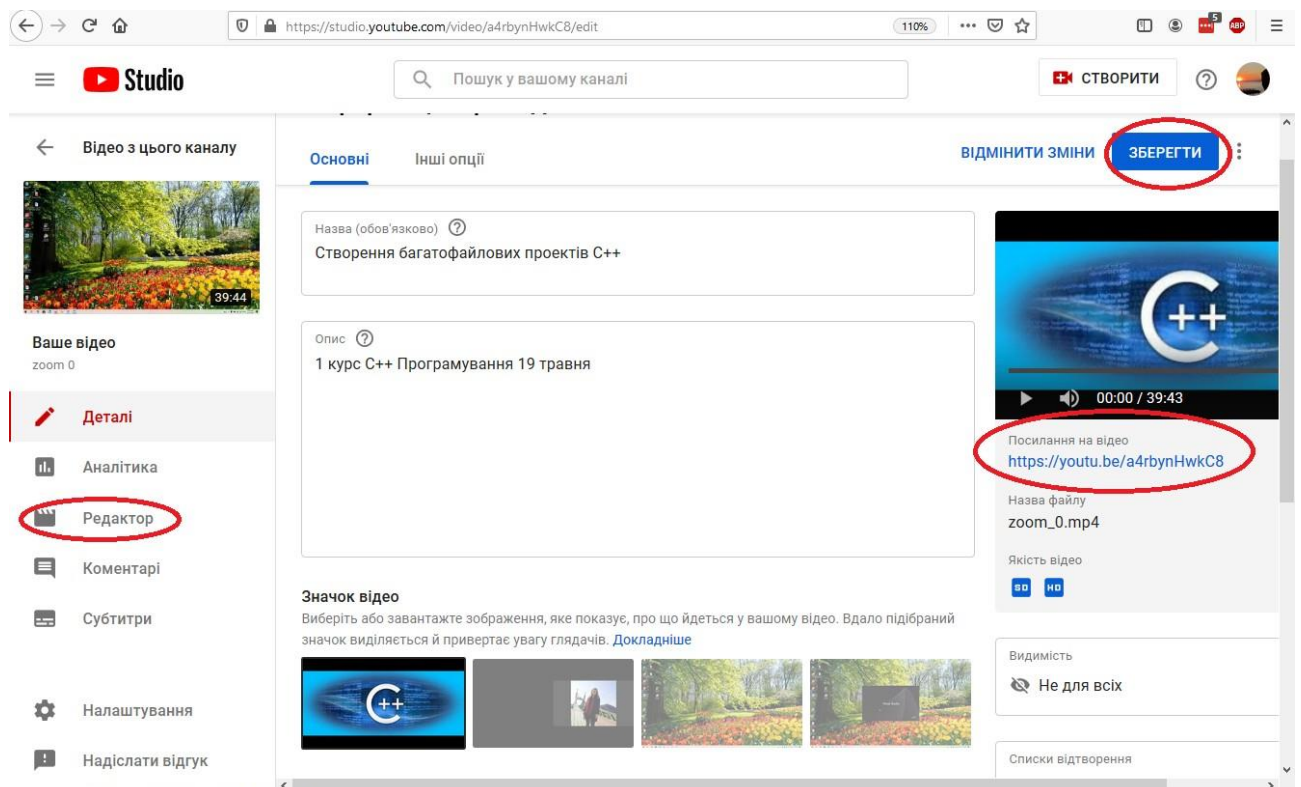 https://studio.youtube.com/video/a4rbynHwkC8/edit
110%
5
ABP
Studio
Пошук у вашому каналі
СТВОРИТИ
Відео з цього каналу
Основні
Інші опції
ВІДМІНИТИ ЗМІНИ
ЗБЕРЕГТИ
39:44
Ваше відео
zoom 0
Деталі
Аналітика
Редактор
Коментарі
Субтитри
Налаштування
Надіслати відгук
Назва (обов'язково)
Створення багатофайлових проектів C++
Опис
1 курс C++ Програмування 19 травня
Значок відео
Виберіть або завантажте зображення, яке показує, про що йдеться у вашому відео. Вдало підібраний
значок виділяється й привертає увагу глядачів. Докладніше
C++
C++
00:00 / 39:43
Посилання на відео
https://youtu.be/a4rbynHwkC8
Назва файлу
zoom_0.mp4
Якість відео
SD HD
Видимість
Не для всіх
Списки відтворення